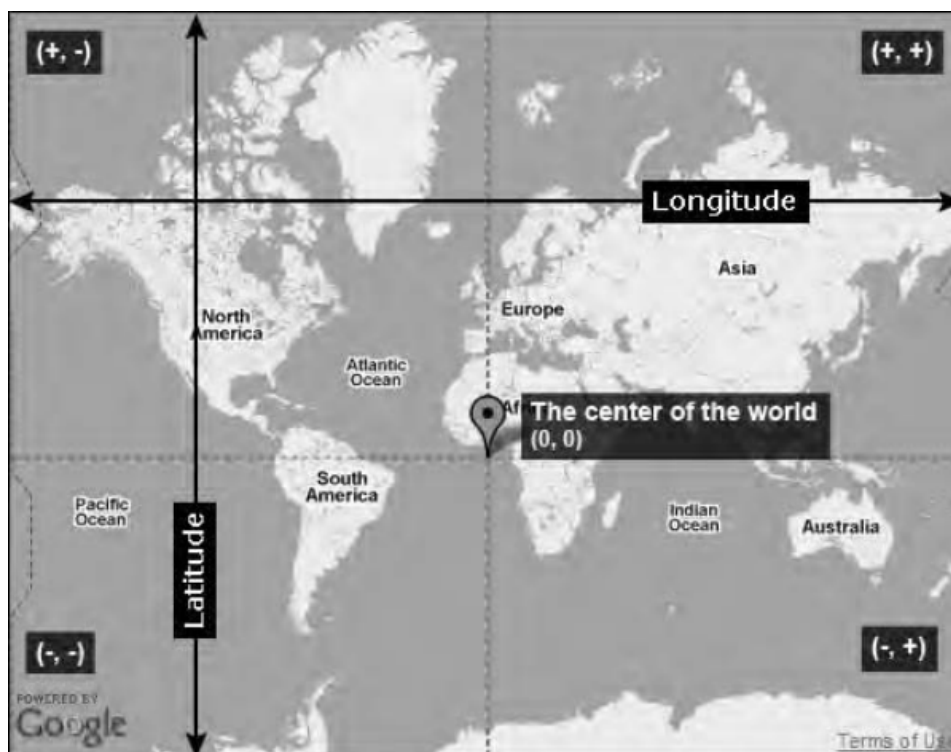 (+, -)
(+, +)
Longitude
Asia
Europe
North
America
Atlantic
Ocean
The center of the world
(0, 0)
South
America
Pacific
Ocean
Indian
Ocean
Australia
Latitude
(-, -)
(-, +)
POWERED BY
Google
Terms of Us